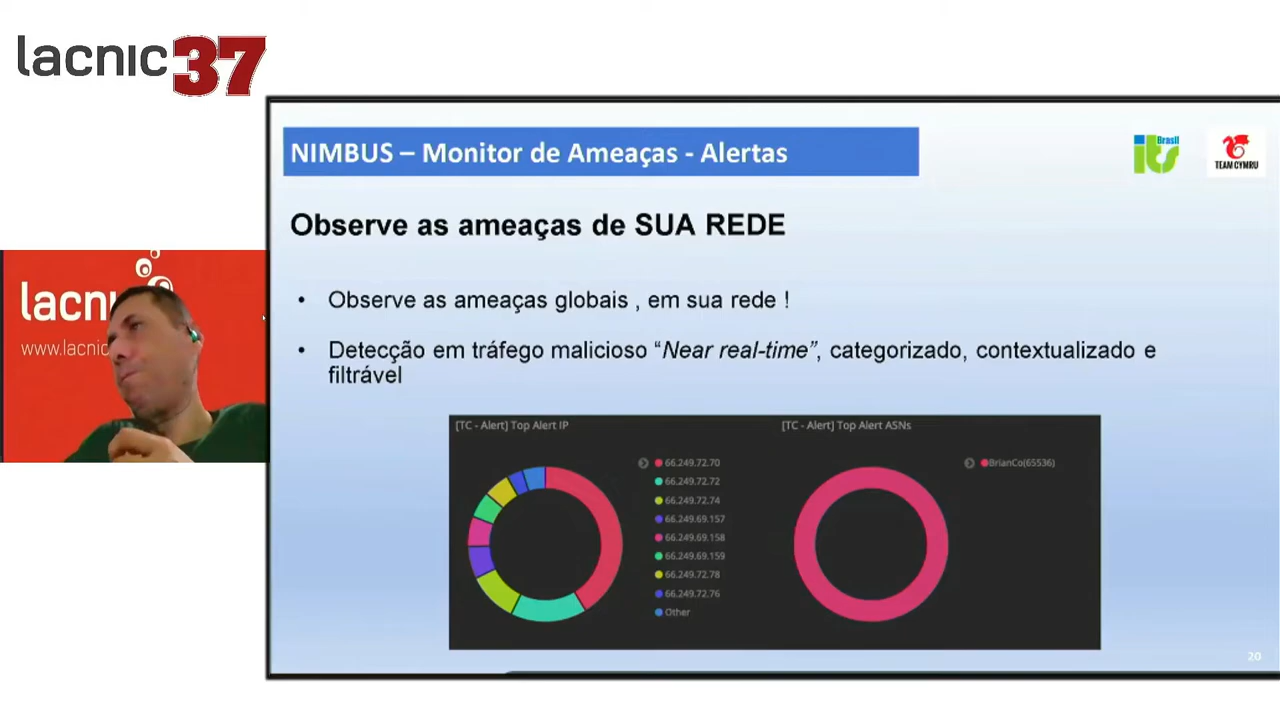 lacnic 37
NIMBUS – Monitor de Ameaças - Alertas
Brasil
its
TEAM CYMRU
Observe as ameaças de SUA REDE
• Observe as ameaças globais , em sua rede !
• Detecção em tráfego malicioso “Near real-time”, categorizado, contextualizado e
filtrável
lacnic
www.lacnic
[TC - Alert] Top Alert IP
66.249.72.70
66.249.72.72
66.249.72.74
66.249.69.157
66.249.69.158
66.249.69.159
66.249.72.78
66.249.72.76
Other
[TC - Alert] Top Alert ASNs
BrianCo(65536)
20